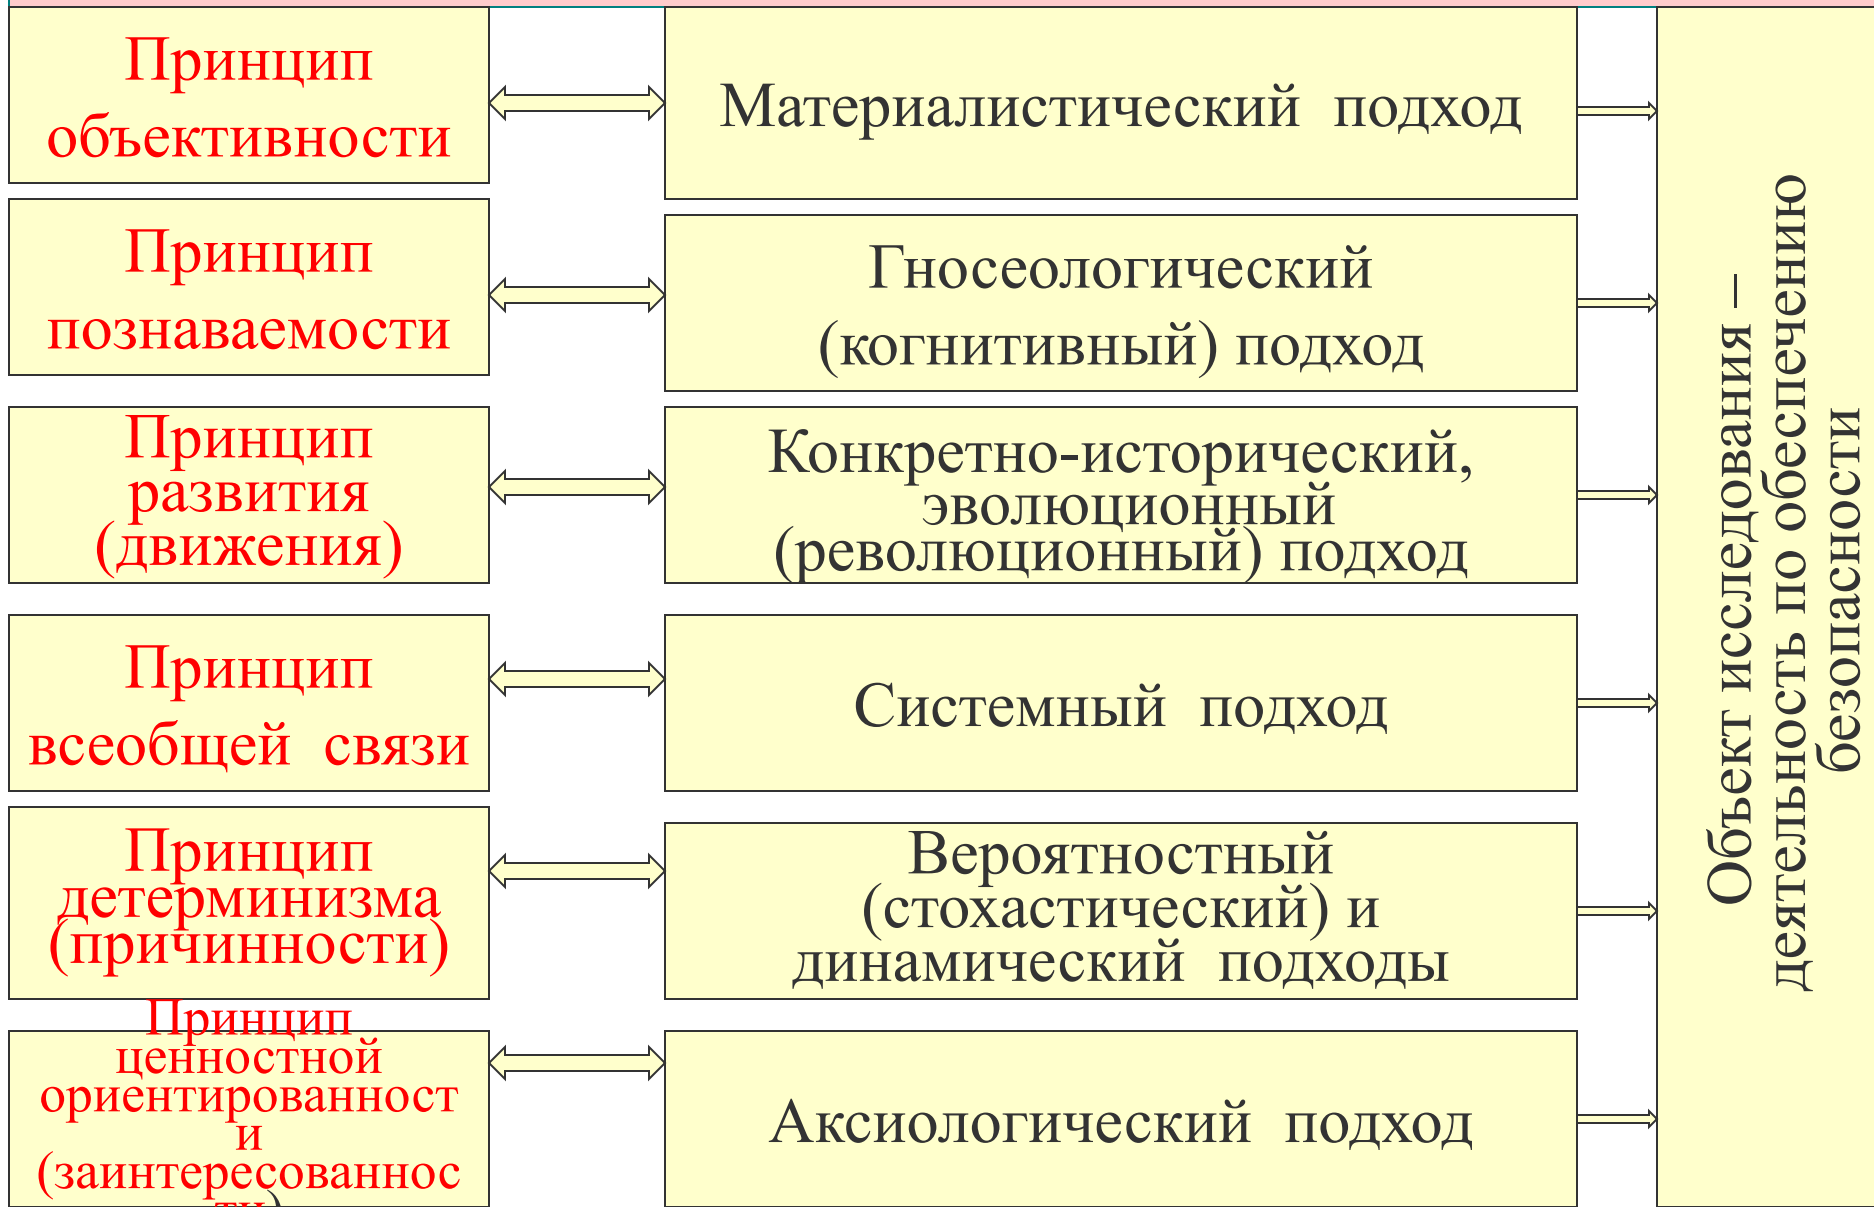 Принцип
объективности
Материалистический подход
Принцип
познаваемости
Гносеологический
(когнитивный) подход
Принцип
развития
(движения)
Конкретно-исторический,
эволюционный
(революционный) подход
Принцип
всеобщей связи
Системный подход
Принцип
детерминизма
(причинности)
Вероятностный
(стохастический) и
динамический подходы
Принцип
ценностной
ориентированност
и
(заинтересованнос
ти)
Аксиологический подход
Объект исследования –
деятельность по обеспечению
безопасности